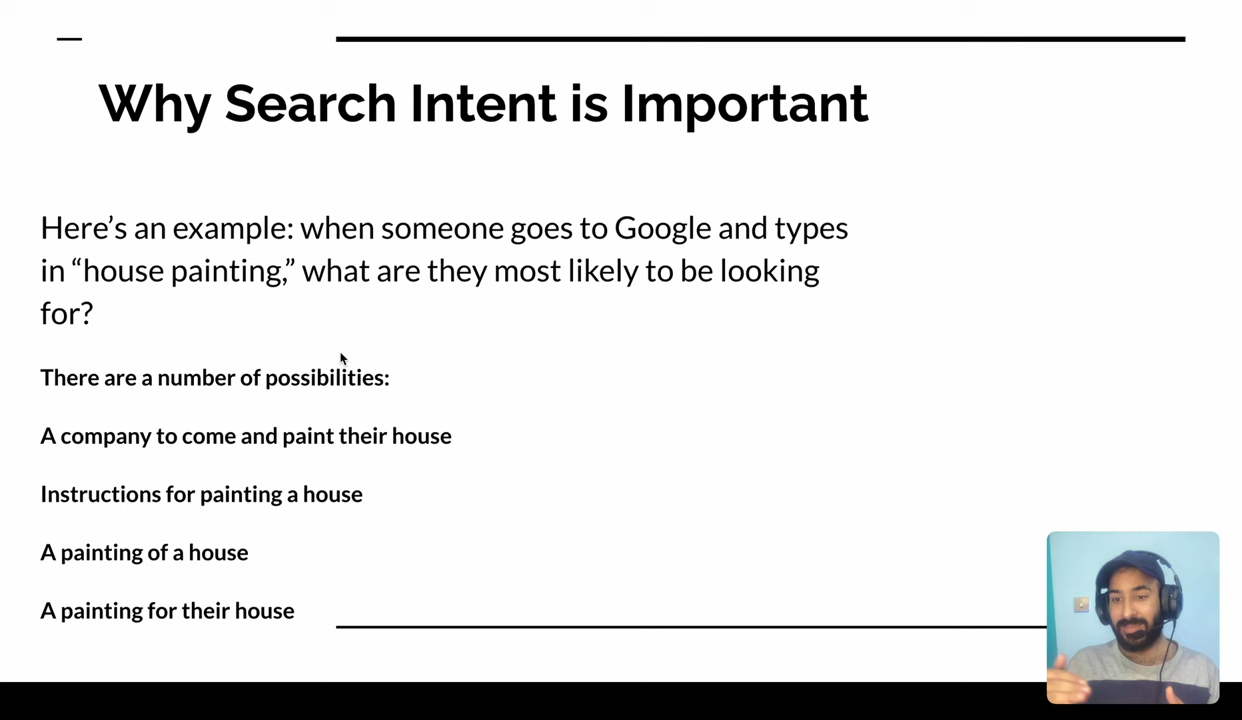 Why Search Intent is Important
Here’s an example: when someone goes to Google and types
in “house painting,” what are they most likely to be looking
for?
There are a number of possibilities:
A company to come and paint their house
Instructions for painting a house
A painting of a house
A painting for their house